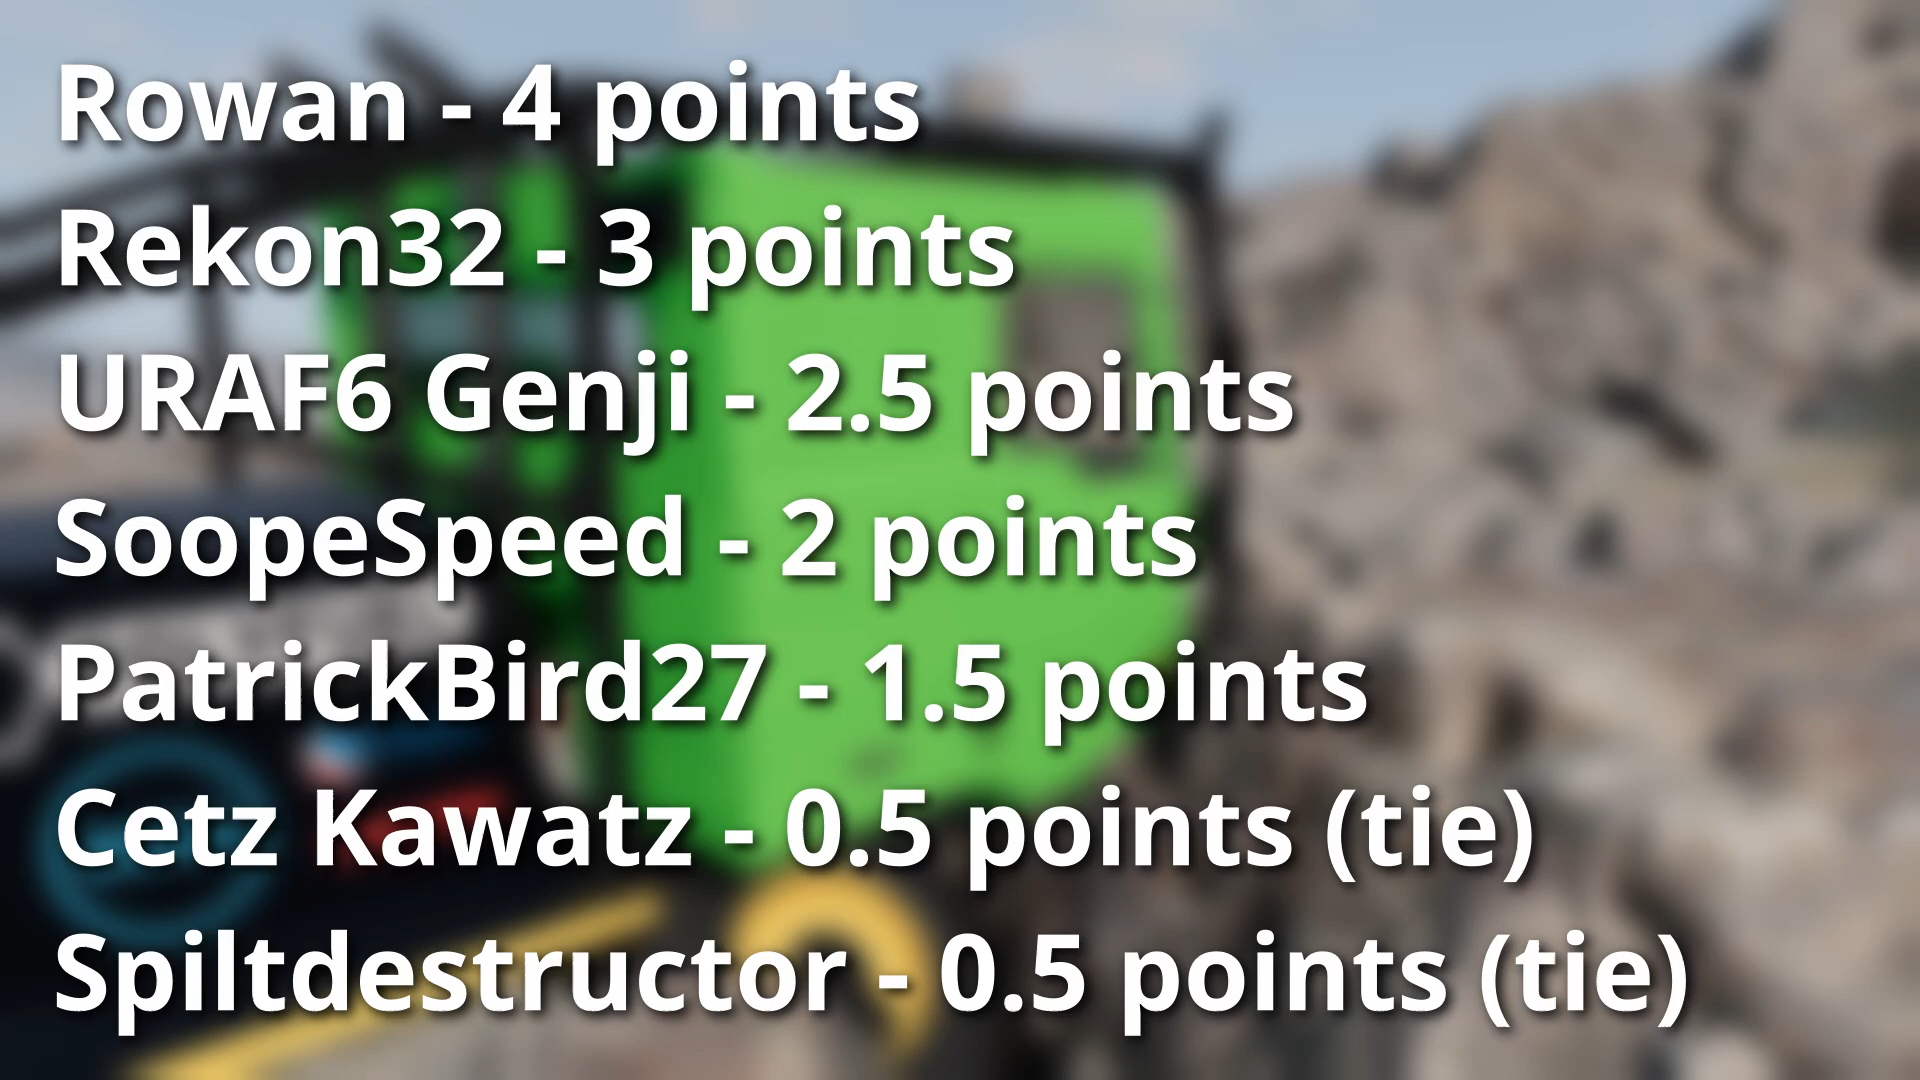 Rowan - 4 points
Rekon32 - 3 points
URAF6 Genji - 2.5 points
SoopeSpeed - 2 points
PatrickBird27 - 1.5 points
Cetz Kawatz - 0.5 points (tie)
Spiltdestructor - 0.5 points (tie)